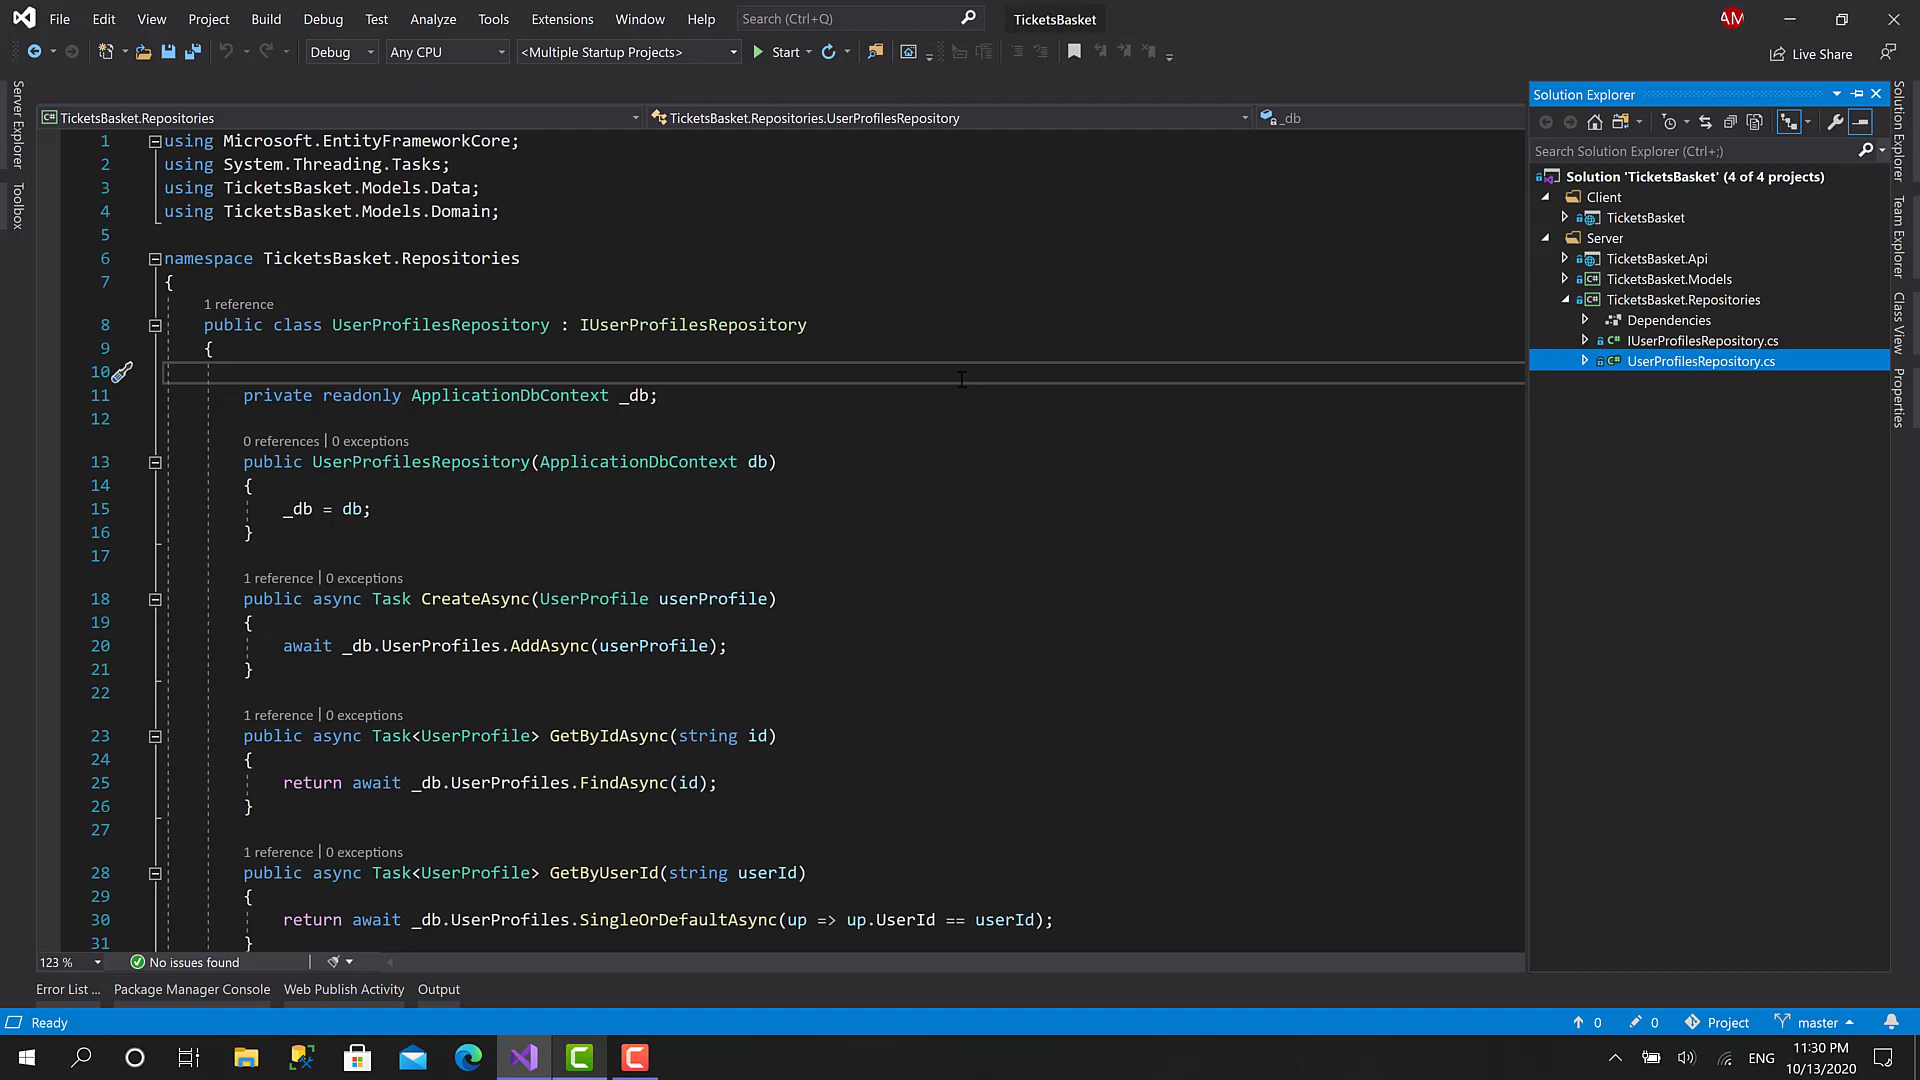 File Edit View Project Build Debug Test Analyze Tools Extensions Window Help Search (Ctrl+Q) TicketsBasket AM
Debug Any CPU <Multiple Startup Projects> Start Live Share
Server Explorer
Toolbox
TicketsBasket.Repositories TicketsBasket.Repositories.UserProfilesRepository _db
1 using Microsoft.EntityFrameworkCore;
2 using System.Threading.Tasks;
3 using TicketsBasket.Models.Data;
4 using TicketsBasket.Models.Domain;
5
6 namespace TicketsBasket.Repositories
7 {
1 reference
8 public class UserProfilesRepository : IUserProfilesRepository
9 {
10
11 private readonly ApplicationDbContext _db;
12
0 references | 0 exceptions
13 public UserProfilesRepository(ApplicationDbContext db)
14 {
15 _db = db;
16 }
17
1 reference | 0 exceptions
18 public async Task CreateAsync(UserProfile userProfile)
19 {
20 await _db.UserProfiles.AddAsync(userProfile);
21 }
22
1 reference | 0 exceptions
23 public async Task<UserProfile> GetByIdAsync(string id)
24 {
25 return await _db.UserProfiles.FindAsync(id);
26 }
27
1 reference | 0 exceptions
28 public async Task<UserProfile> GetByUserId(string userId)
29 {
30 return await _db.UserProfiles.SingleOrDefaultAsync(up => up.UserId == userId);
31 }
123 % No issues found
Solution Explorer
Search Solution Explorer (Ctrl+;)
Solution 'TicketsBasket' (4 of 4 projects)
Client
TicketsBasket
Server
TicketsBasket.Api
TicketsBasket.Models
C# TicketsBasket.Repositories
Dependencies
C# IUserProfilesRepository.cs
C# UserProfilesRepository.cs
Solution Explorer
Team Explorer
Class View
Properties
Error List ... Package Manager Console Web Publish Activity Output
Ready 0 0 Project master
ENG 11:30 PM
10/13/2020